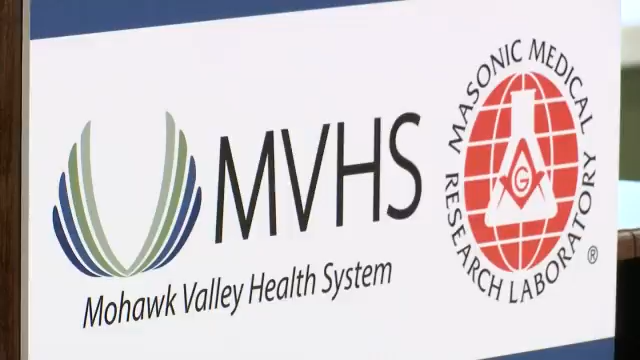 MVHS
Mohawk Valley Health System
MASONIC MEDICAL
RESEARCH LABORATORY
G
®